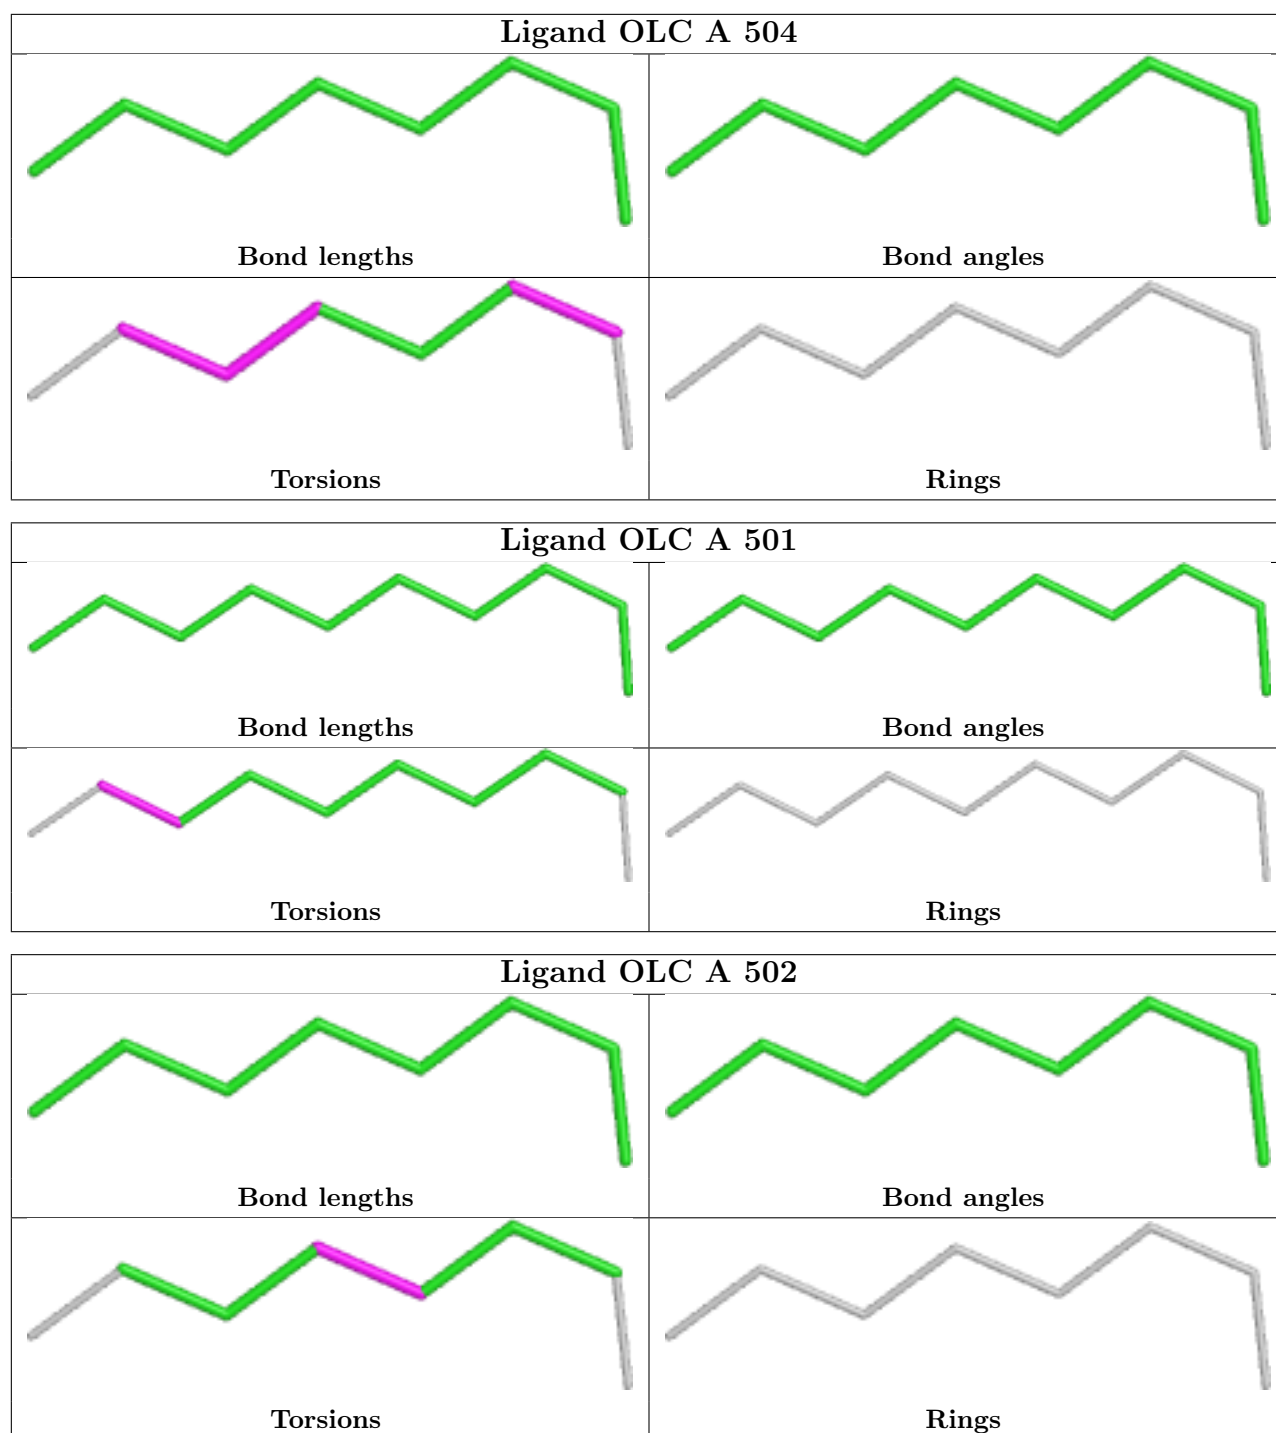 Ligand OLC A 504
Bond lengths
Bond angles
Torsions
Rings
Ligand OLC A 501
Bond lengths
Bond angles
Torsions
Rings
Ligand OLC A 502
Bond lengths
Bond angles
Torsions
Rings